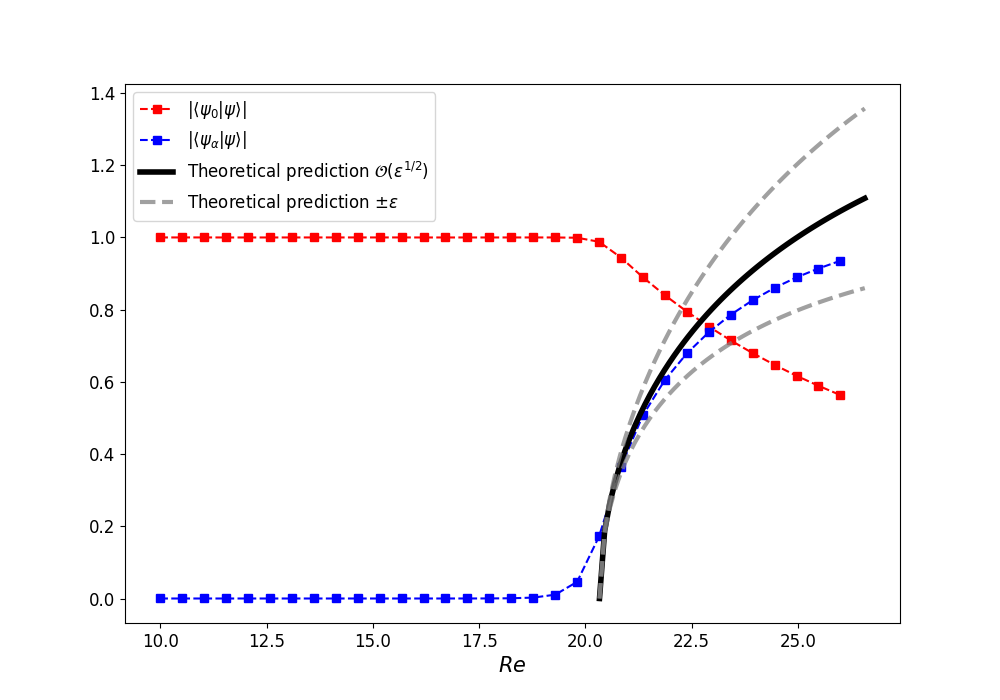 1.4
1.2
1.0
0.8
0.6
0.4
0.2
0.0
|⟨ψ₀|ψ⟩|
|⟨ψ_α|ψ⟩|
Theoretical prediction 𝒪(ε^{1/2})
Theoretical prediction ±ε
10.0 12.5 15.0 17.5 20.0 22.5 25.0
Re